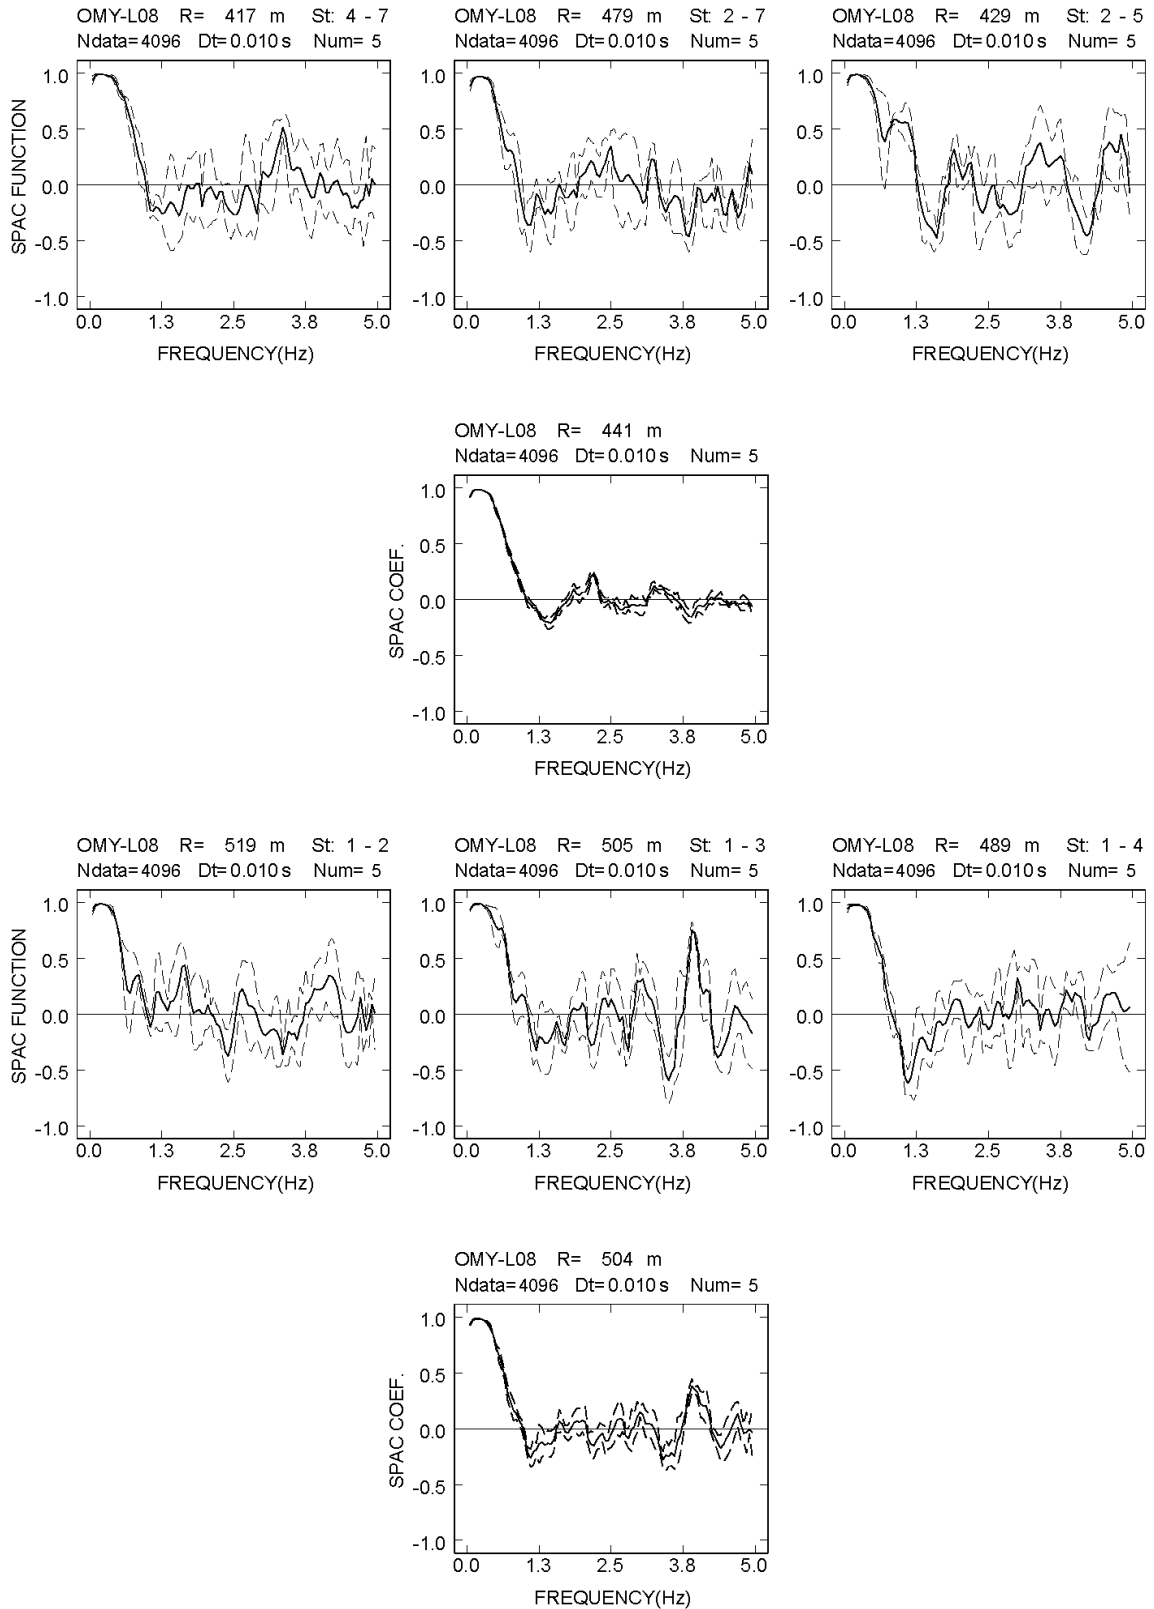 OMY-L08 R= 417 m St: 4 - 7
Ndata=4096 Dt=0.010 s Num= 5
SPAC FUNCTION
1.0
0.5
0.0
-0.5
-1.0
0.0 1.3 2.5 3.8 5.0
FREQUENCY(Hz)
OMY-L08 R= 479 m St: 2 - 7
Ndata=4096 Dt=0.010 s Num= 5
1.0
0.5
0.0
-0.5
-1.0
0.0 1.3 2.5 3.8 5.0
FREQUENCY(Hz)
OMY-L08 R= 429 m St: 2 - 5
Ndata=4096 Dt=0.010 s Num= 5
1.0
0.5
0.0
-0.5
-1.0
0.0 1.3 2.5 3.8 5.0
FREQUENCY(Hz)
OMY-L08 R= 441 m
Ndata=4096 Dt=0.010 s Num= 5
SPAC COEF.
1.0
0.5
0.0
-0.5
-1.0
0.0 1.3 2.5 3.8 5.0
FREQUENCY(Hz)
OMY-L08 R= 519 m St: 1 - 2
Ndata=4096 Dt=0.010 s Num= 5
SPAC FUNCTION
1.0
0.5
0.0
-0.5
-1.0
0.0 1.3 2.5 3.8 5.0
FREQUENCY(Hz)
OMY-L08 R= 505 m St: 1 - 3
Ndata=4096 Dt=0.010 s Num= 5
1.0
0.5
0.0
-0.5
-1.0
0.0 1.3 2.5 3.8 5.0
FREQUENCY(Hz)
OMY-L08 R= 489 m St: 1 - 4
Ndata=4096 Dt=0.010 s Num= 5
1.0
0.5
0.0
-0.5
-1.0
0.0 1.3 2.5 3.8 5.0
FREQUENCY(Hz)
OMY-L08 R= 504 m
Ndata=4096 Dt=0.010 s Num= 5
SPAC COEF.
1.0
0.5
0.0
-0.5
-1.0
0.0 1.3 2.5 3.8 5.0
FREQUENCY(Hz)